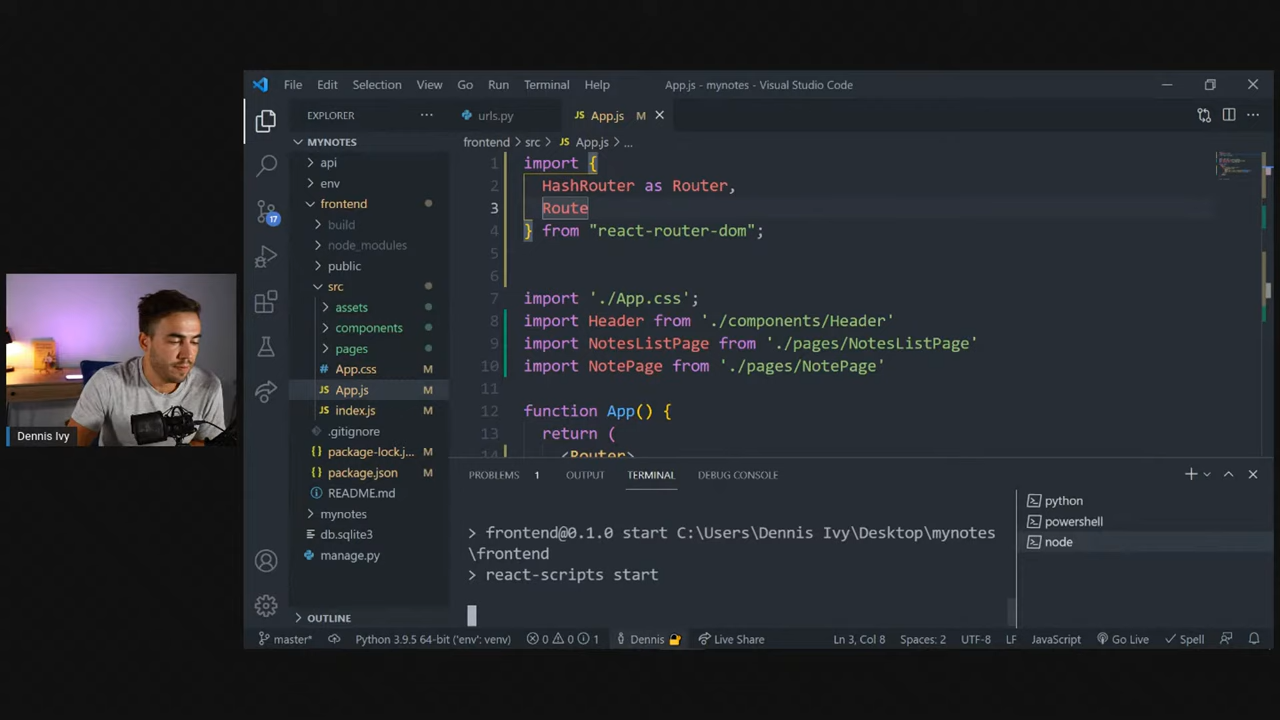 File Edit Selection View Go Run Terminal Help App.js - mynotes - Visual Studio Code
EXPLORER
urls.py
App.js M
MYNOTES
frontend > src > App.js > ...
api
env
frontend
build
node_modules
public
src
assets
components
pages
App.css M
App.js M
index.js M
.gitignore
package-lock.j... M
package.json M
README.md
mynotes
db.sqlite3
manage.py
OUTLINE
17
1 import {
2 HashRouter as Router,
3 Route
4 } from "react-router-dom";
5
6
7 import './App.css';
8 import Header from './components/Header'
9 import NotesListPage from './pages/NotesListPage'
10 import NotePage from './pages/NotePage'
11
12 function App() {
13 return (
14 <Router>
PROBLEMS 1 OUTPUT TERMINAL DEBUG CONSOLE
> frontend@0.1.0 start C:\Users\Dennis Ivy\Desktop\mynotes
\frontend
> react-scripts start
python
powershell
node
master* Python 3.9.5 64-bit ('env': venv) 0 0 1 Dennis Live Share Ln 3, Col 8 Spaces: 2 UTF-8 LF JavaScript Go Live Spell
Dennis Ivy